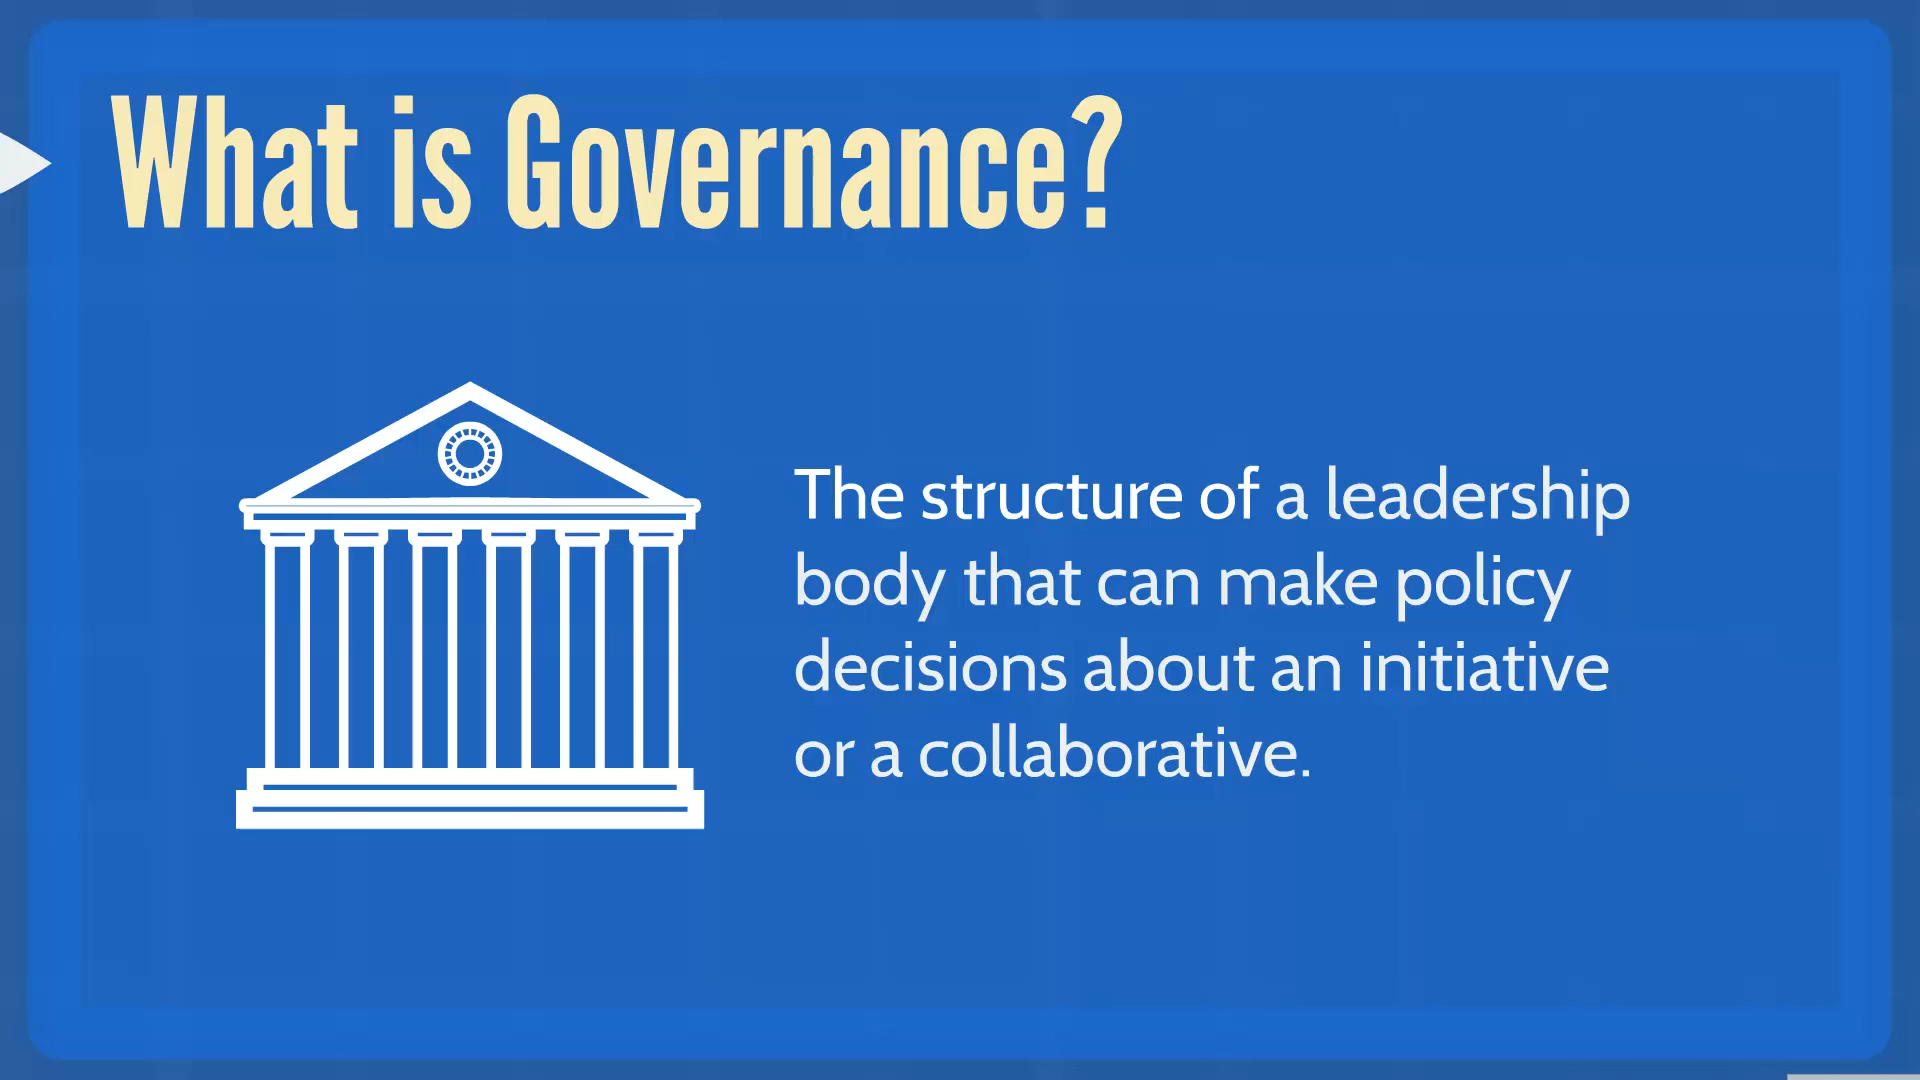 What is Governance?
The structure of a leadership
body that can make policy
decisions about an initiative
or a collaborative.